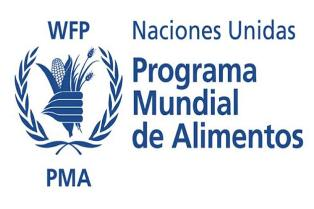 WFP
PMA
Naciones Unidas
Programa
Mundial
de Alimentos